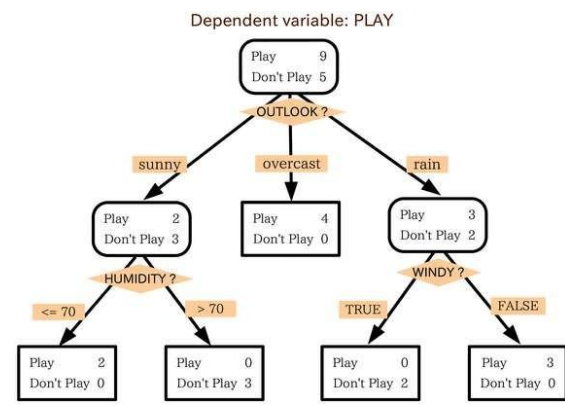 Dependent variable: PLAY
Play 9
Don't Play 5
OUTLOOK ?
sunny
overcast
rain
Play 2
Don't Play 3
Play 4
Don't Play 0
Play 3
Don't Play 2
HUMIDITY ?
WINDY ?
<= 70
> 70
TRUE
FALSE
Play 2
Don't Play 0
Play 0
Don't Play 3
Play 0
Don't Play 2
Play 3
Don't Play 0